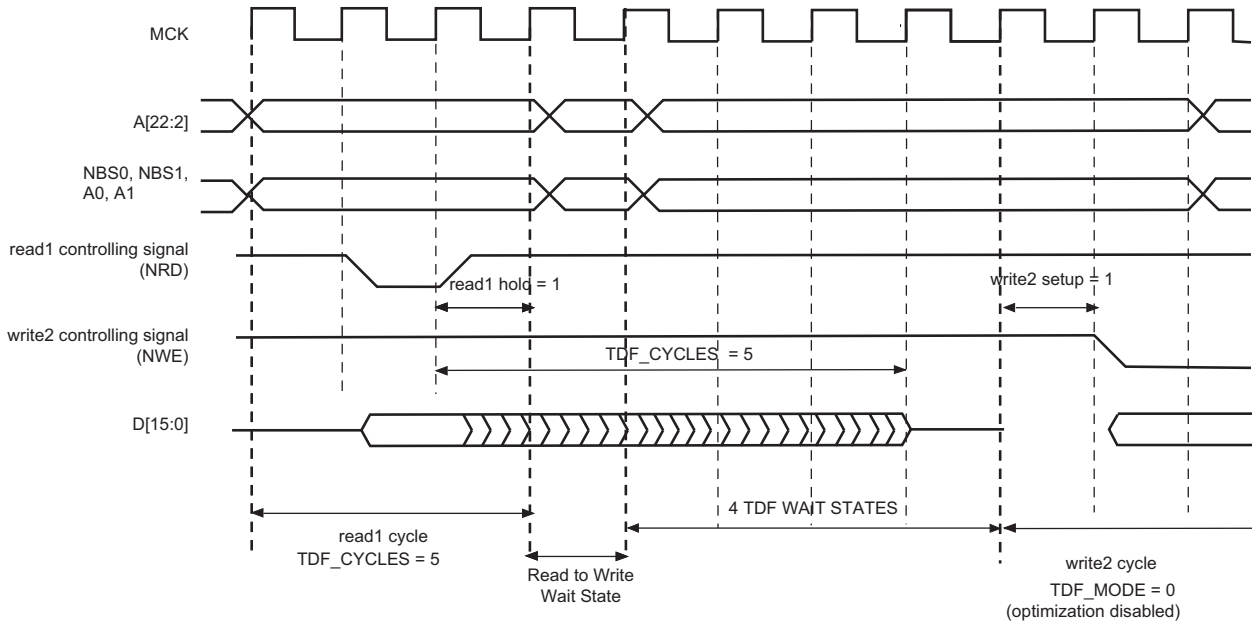 MCK
A[22:2]
NBS0, NBS1,
A0, A1
read1 controlling signal
(NRD)
read1 hold = 1
write2 setup = 1
write2 controlling signal
(NWE)
TDF_CYCLES = 5
D[15:0]
4 TDF WAIT STATES
read1 cycle
TDF_CYCLES = 5
Read to Write
Wait State
write2 cycle
TDF_MODE = 0
(optimization disabled)